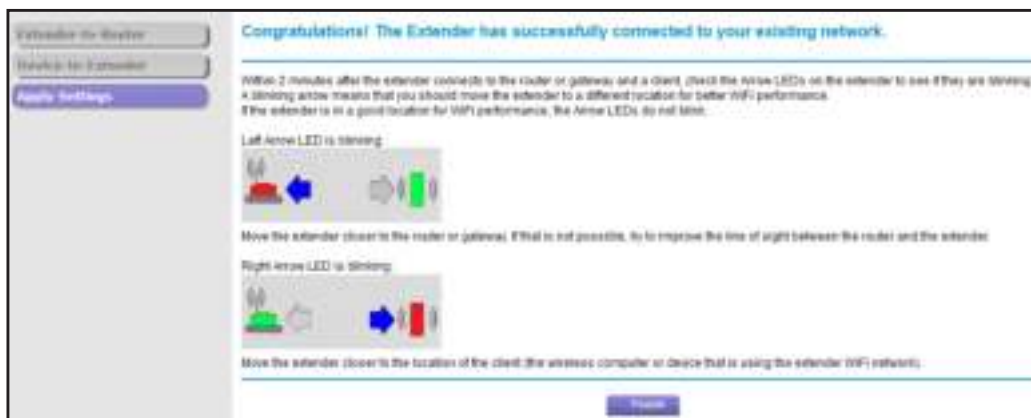 Extender-to-Router
Device-to-Extender
Apply Settings
Congratulations! The Extender has successfully connected to your existing network.
Within 2 minutes after the extender connects to the router or gateway and a client, check the Arrow LEDs on the extender to see if they are blinking.
A blinking arrow means that you should move the extender to a different location for better WiFi performance.
If the extender is in a good location for WiFi performance, the Arrow LEDs do not blink.
Left Arrow LED is blinking
Move the extender closer to the router or gateway. If that is not possible, try to improve the line of sight between the router and the extender.
Right Arrow LED is blinking
Move the extender closer to the location of the client (the wireless computer or device that is using the extender WiFi network).